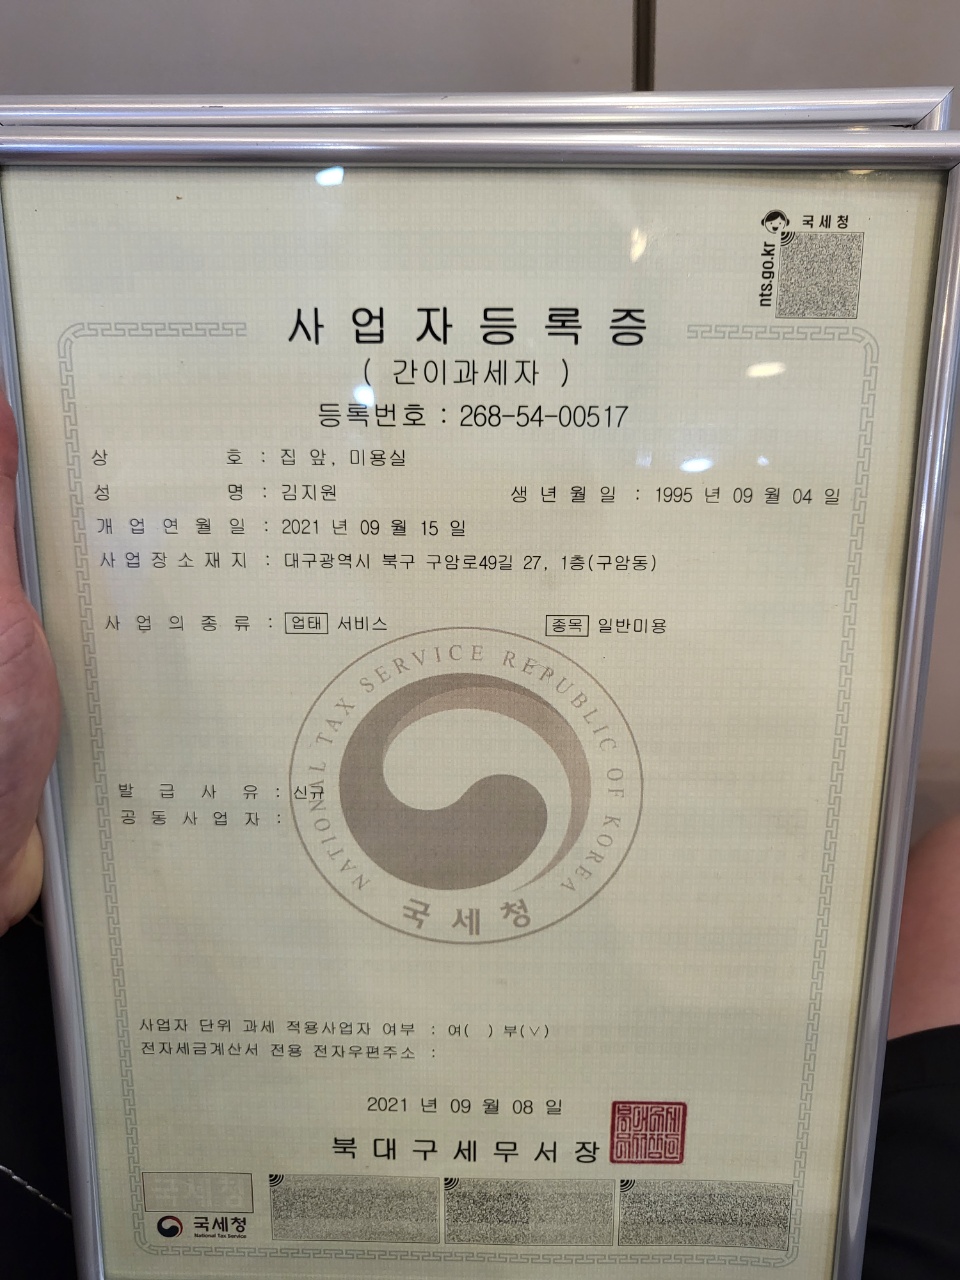 국세청
nts.go.kr
사업자등록증
( 간이과세자 )
등록번호 : 268-54-00517
상 호 : 집 앞, 미용실
성 명 : 김지원 생 년 월 일 : 1995 년 09 월 04 일
개 업 연 월 일 : 2021 년 09 월 15 일
사 업 장 소 재 지 : 대구광역시 북구 구암로49길 27, 1층(구암동)
사 업 의 종 류 : 업태 서비스 종목 일반미용
NATIONAL TAX SERVICE REPUBLIC OF KOREA
발 급 사 유 : 신규
공 동 사 업 자 :
국세청
사업자 단위 과세 적용사업자 여부 : 여( ) 부(∨)
전자세금계산서 전용 전자우편주소 :
2021 년 09 월 08 일
북대구세무서장
국세청
국세청
National Tax Service